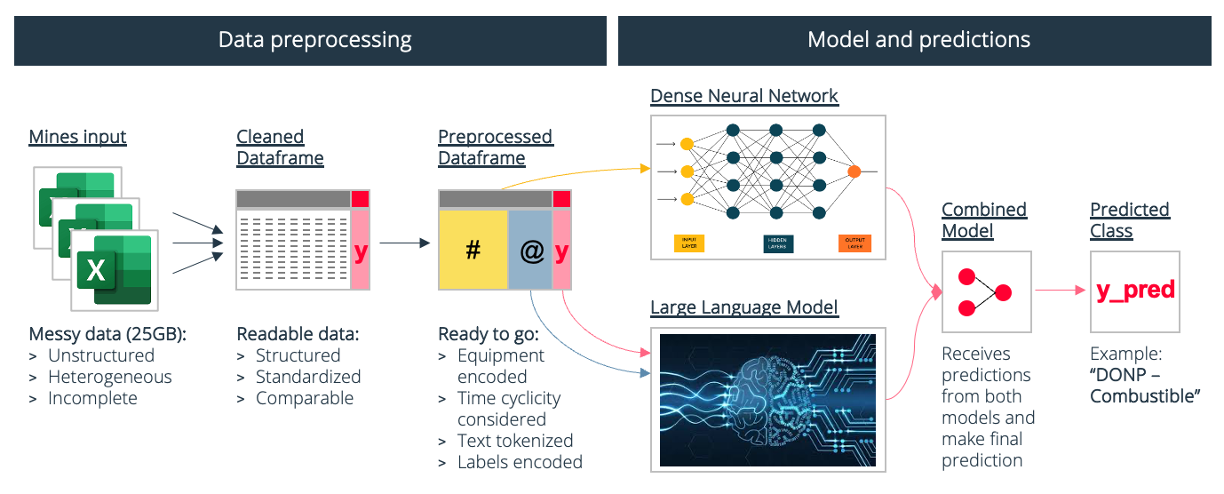 Data preprocessing
Model and predictions
Mines input
X
X
X
Messy data (25GB):
> Unstructured
> Heterogeneous
> Incomplete
Cleaned
Dataframe
y
Readable data:
> Structured
> Standardized
> Comparable
Preprocessed
Dataframe
# @ y
Ready to go:
> Equipment
encoded
> Time cyclicity
considered
> Text tokenized
> Labels encoded
Dense Neural Network
INPUT
LAYER
HIDDEN
LAYERS
OUTPUT
LAYER
Large Language Model
Combined
Model
Receives
predictions
from both
models and
make final
prediction
Predicted
Class
y_pred
Example:
“DONP –
Combustible”